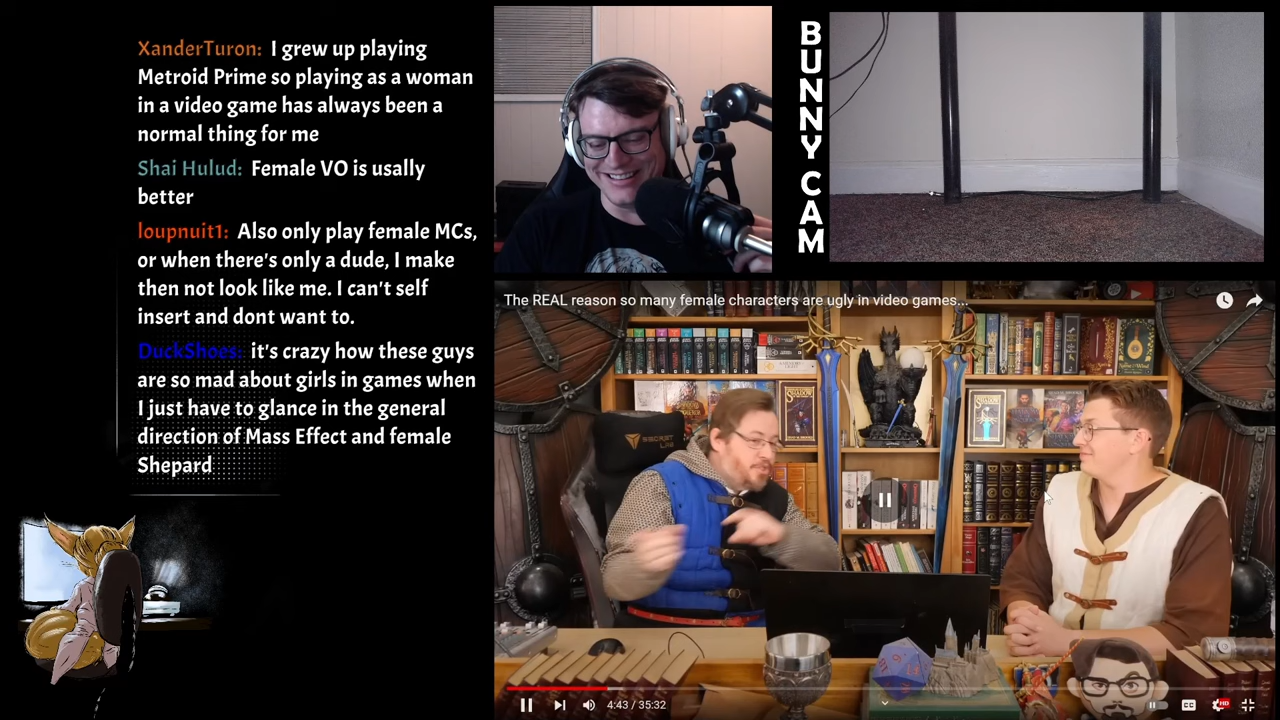 XanderTuron: I grew up playing
Metroid Prime so playing as a woman
in a video game has always been a
normal thing for me
Shai Hulud: Female VO is usally
better
loupnuit1: Also only play female MCs,
or when there's only a dude, I make
then not look like me. I can't self
insert and dont want to.
DuckShoes: it's crazy how these guys
are so mad about girls in games when
I just have to glance in the general
direction of Mass Effect and female
Shepard
BUNNY CAM
The REAL reason so many female characters are ugly in video games...
SECRETLAB
SHADOW
4:43 / 35:32
CC
HD